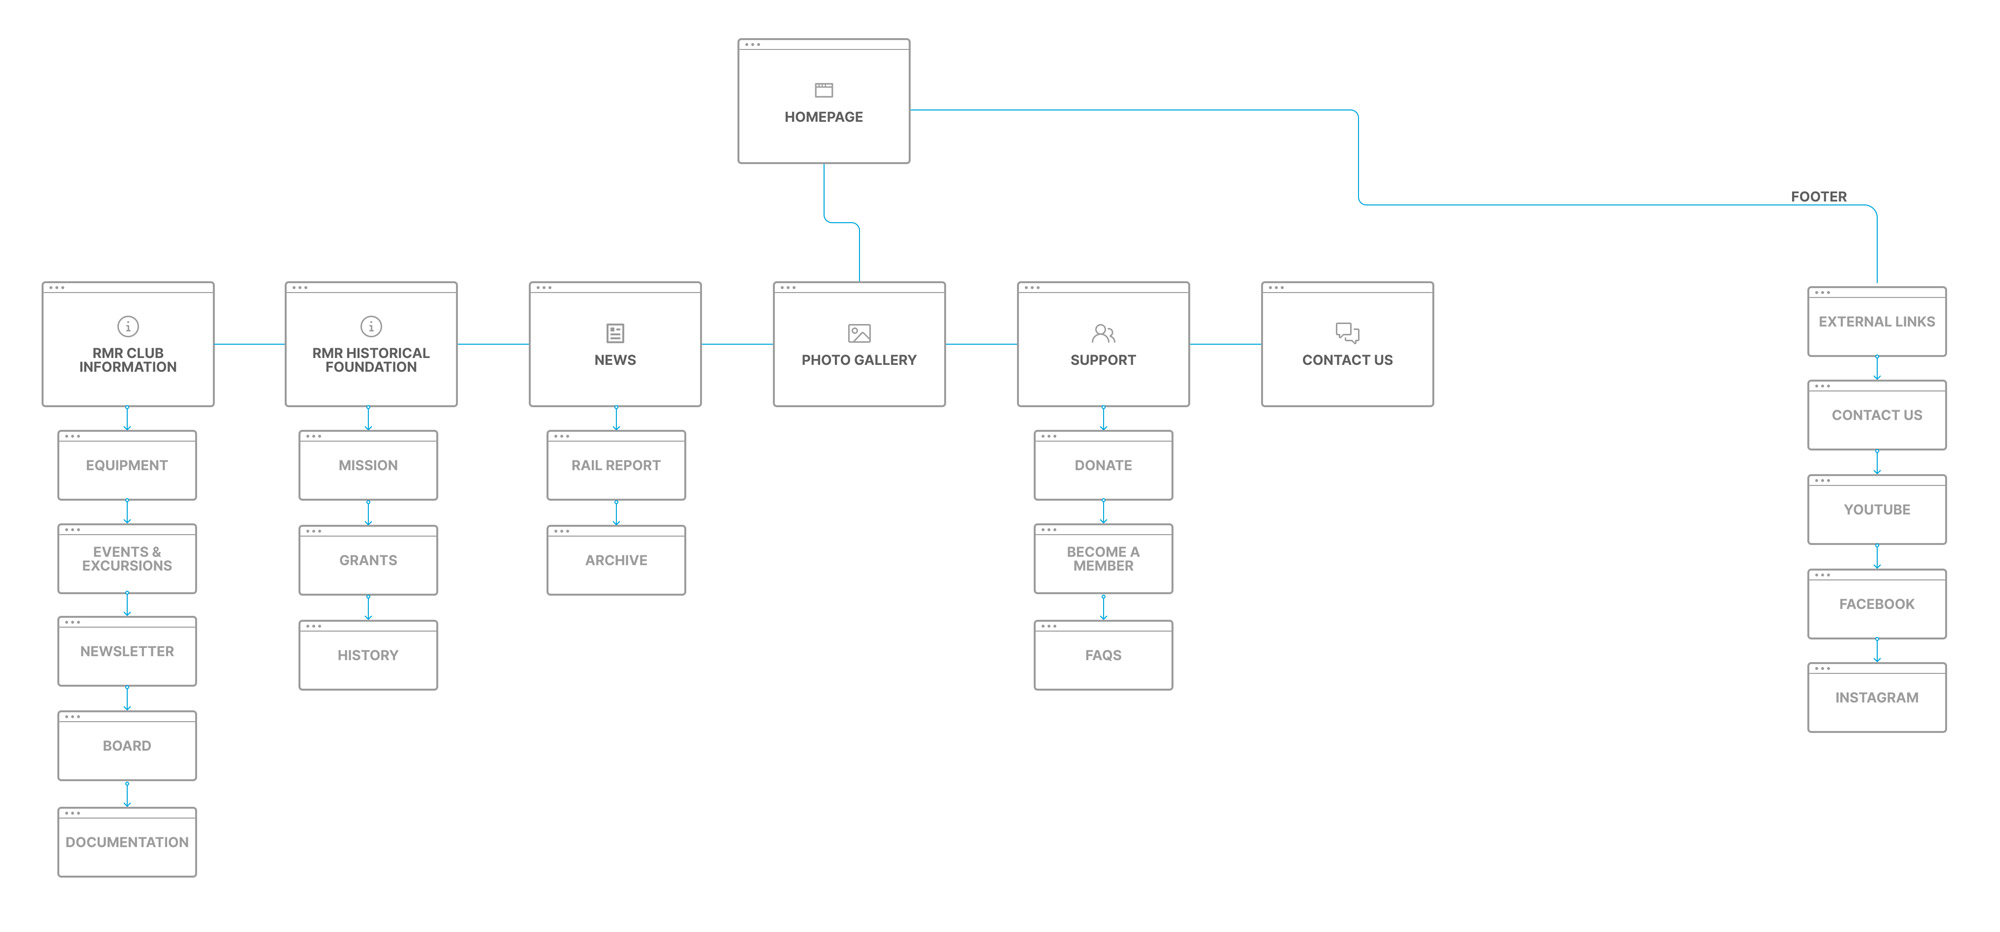 HOMEPAGE
FOOTER
RMR CLUB
INFORMATION
RMR HISTORICAL
FOUNDATION
NEWS
PHOTO GALLERY
SUPPORT
CONTACT US
EQUIPMENT
EVENTS &
EXCURSIONS
NEWSLETTER
BOARD
DOCUMENTATION
MISSION
GRANTS
HISTORY
RAIL REPORT
ARCHIVE
DONATE
BECOME A
MEMBER
FAQS
EXTERNAL LINKS
CONTACT US
YOUTUBE
FACEBOOK
INSTAGRAM